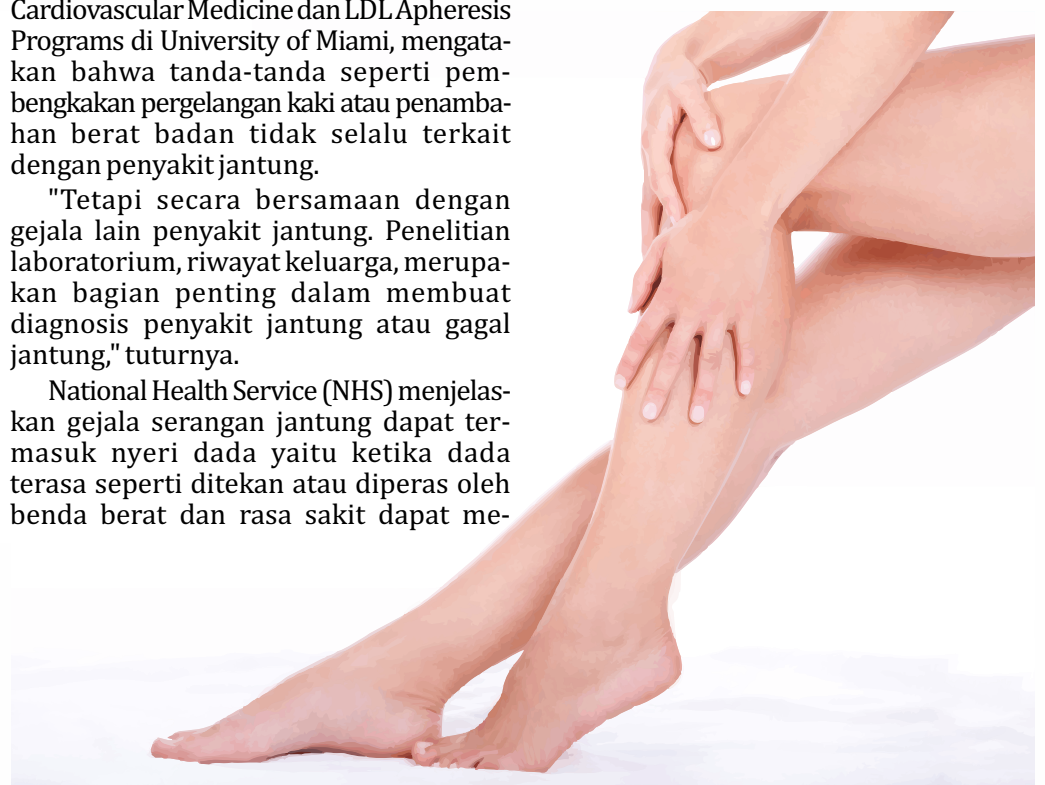 Cardiovascular Medicine dan LDL Apheresis
Programs di University of Miami, mengata-
kan bahwa tanda-tanda seperti pem-
bengkakan pergelangan kaki atau penamba-
han berat badan tidak selalu terkait
dengan penyakit jantung.
"Tetapi secara bersamaan dengan
gejala lain penyakit jantung. Penelitian
laboratorium, riwayat keluarga, merupa-
kan bagian penting dalam membuat
diagnosis penyakit jantung atau gagal
jantung," tuturnya.
National Health Service (NHS) menjelas-
kan gejala serangan jantung dapat ter-
masuk nyeri dada yaitu ketika dada
terasa seperti ditekan atau diperas oleh
benda berat dan rasa sakit dapat me-